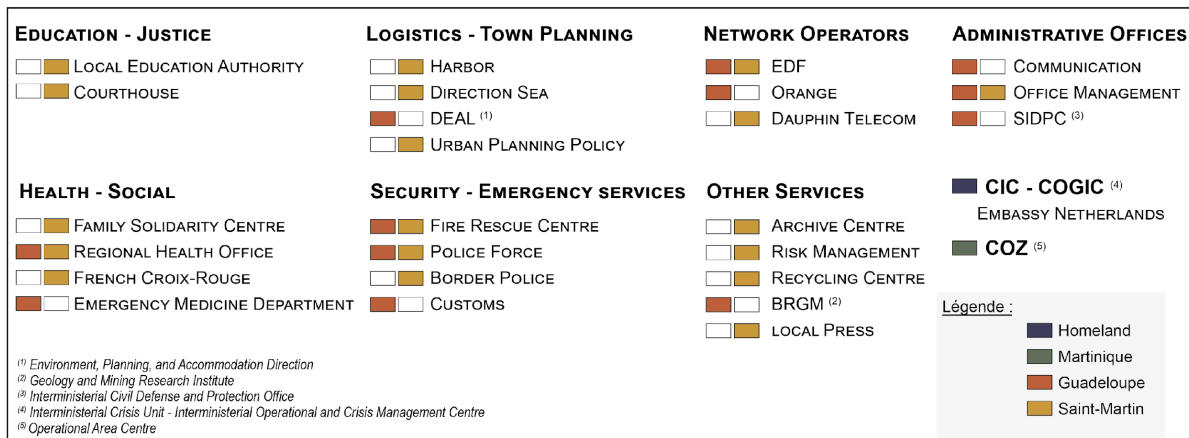 EDUCATION - JUSTICE
LOCAL EDUCATION AUTHORITY
COURTHOUSE
LOGISTICS - TOWN PLANNING
HARBOR
DIRECTION SEA
DEAL (1)
URBAN PLANNING POLICY
NETWORK OPERATORS
EDF
ORANGE
DAUPHIN TELECOM
ADMINISTRATIVE OFFICES
COMMUNICATION
OFFICE MANAGEMENT
SIDPC (3)
HEALTH - SOCIAL
FAMILY SOLIDARITY CENTRE
REGIONAL HEALTH OFFICE
FRENCH CROIX-ROUGE
EMERGENCY MEDICINE DEPARTMENT
SECURITY - EMERGENCY SERVICES
FIRE RESCUE CENTRE
POLICE FORCE
BORDER POLICE
CUSTOMS
OTHER SERVICES
ARCHIVE CENTRE
RISK MANAGEMENT
RECYCLING CENTRE
BRGM (2)
LOCAL PRESS
CIC - COGIC (4)
EMBASSY NETHERLANDS
COZ (5)
Légende :
Homeland
Martinique
Guadeloupe
Saint-Martin
(1) Environment, Planning, and Accommodation Direction
(2) Geology and Mining Research Institute
(3) Interministerial Civil Defense and Protection Office
(4) Interministerial Crisis Unit - Interministerial Operational and Crisis Management Centre
(5) Operational Area Centre